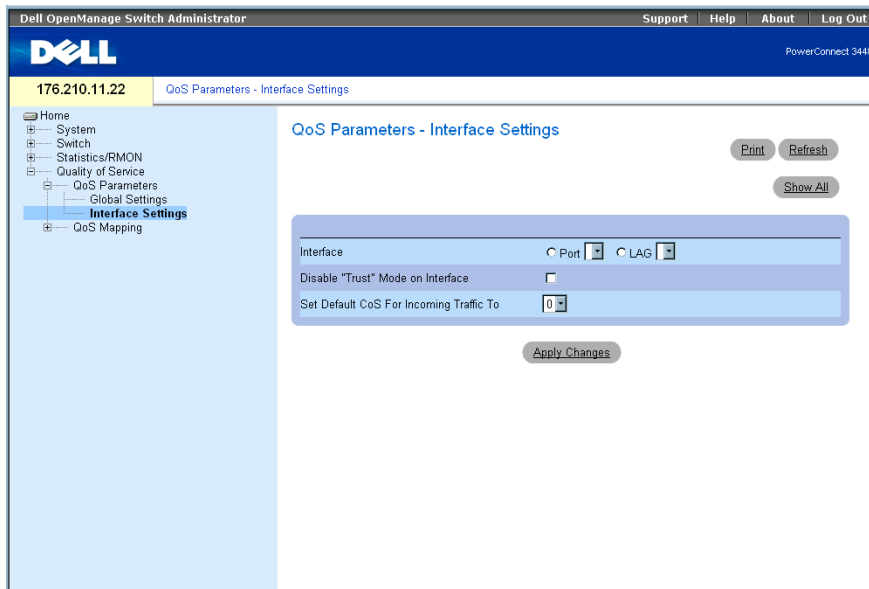 Dell OpenManage Switch Administrator Support Help About Log Out
DELL
PowerConnect 3448
176.210.11.22 QoS Parameters - Interface Settings
Home
System
Switch
Statistics/RMON
Quality of Service
QoS Parameters
Global Settings
Interface Settings
QoS Mapping
QoS Parameters - Interface Settings
Print Refresh
Show All
Interface Port LAG
Disable "Trust" Mode on Interface
Set Default CoS For Incoming Traffic To 0
Apply Changes